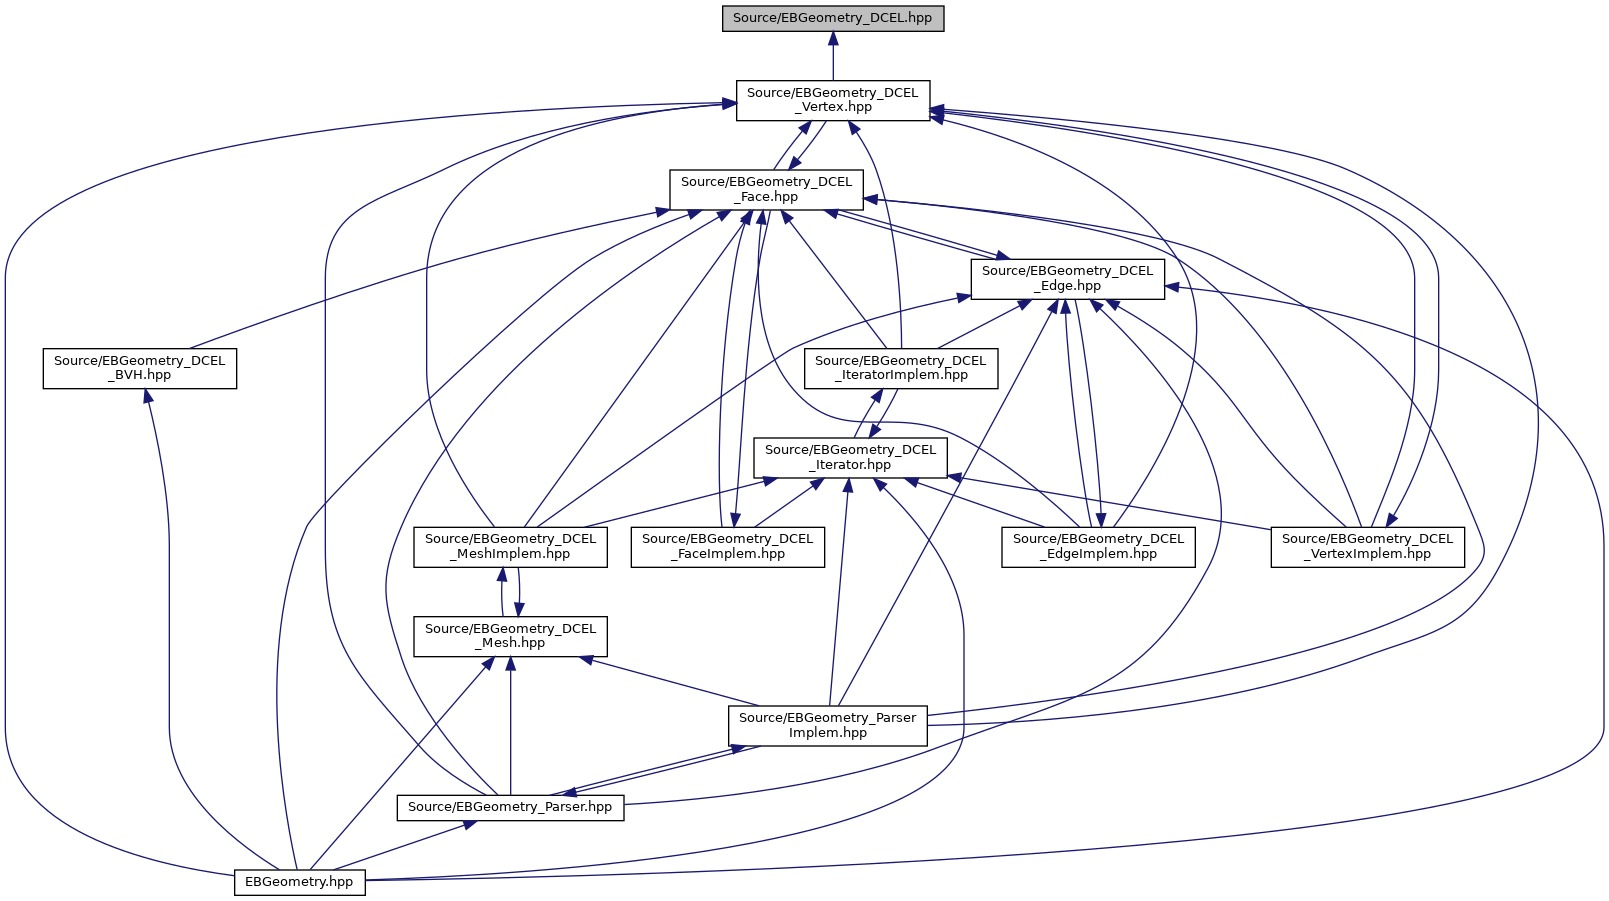 Source/EBGeometry_DCEL.hpp
Source/EBGeometry_DCEL
_Vertex.hpp
Source/EBGeometry_DCEL
_Face.hpp
Source/EBGeometry_DCEL
_Edge.hpp
Source/EBGeometry_DCEL
_BVH.hpp
Source/EBGeometry_DCEL
_IteratorImplem.hpp
Source/EBGeometry_DCEL
_Iterator.hpp
Source/EBGeometry_DCEL
_MeshImplem.hpp
Source/EBGeometry_DCEL
_FaceImplem.hpp
Source/EBGeometry_DCEL
_EdgeImplem.hpp
Source/EBGeometry_DCEL
_VertexImplem.hpp
Source/EBGeometry_DCEL
_Mesh.hpp
Source/EBGeometry_Parser
Implem.hpp
Source/EBGeometry_Parser.hpp
EBGeometry.hpp